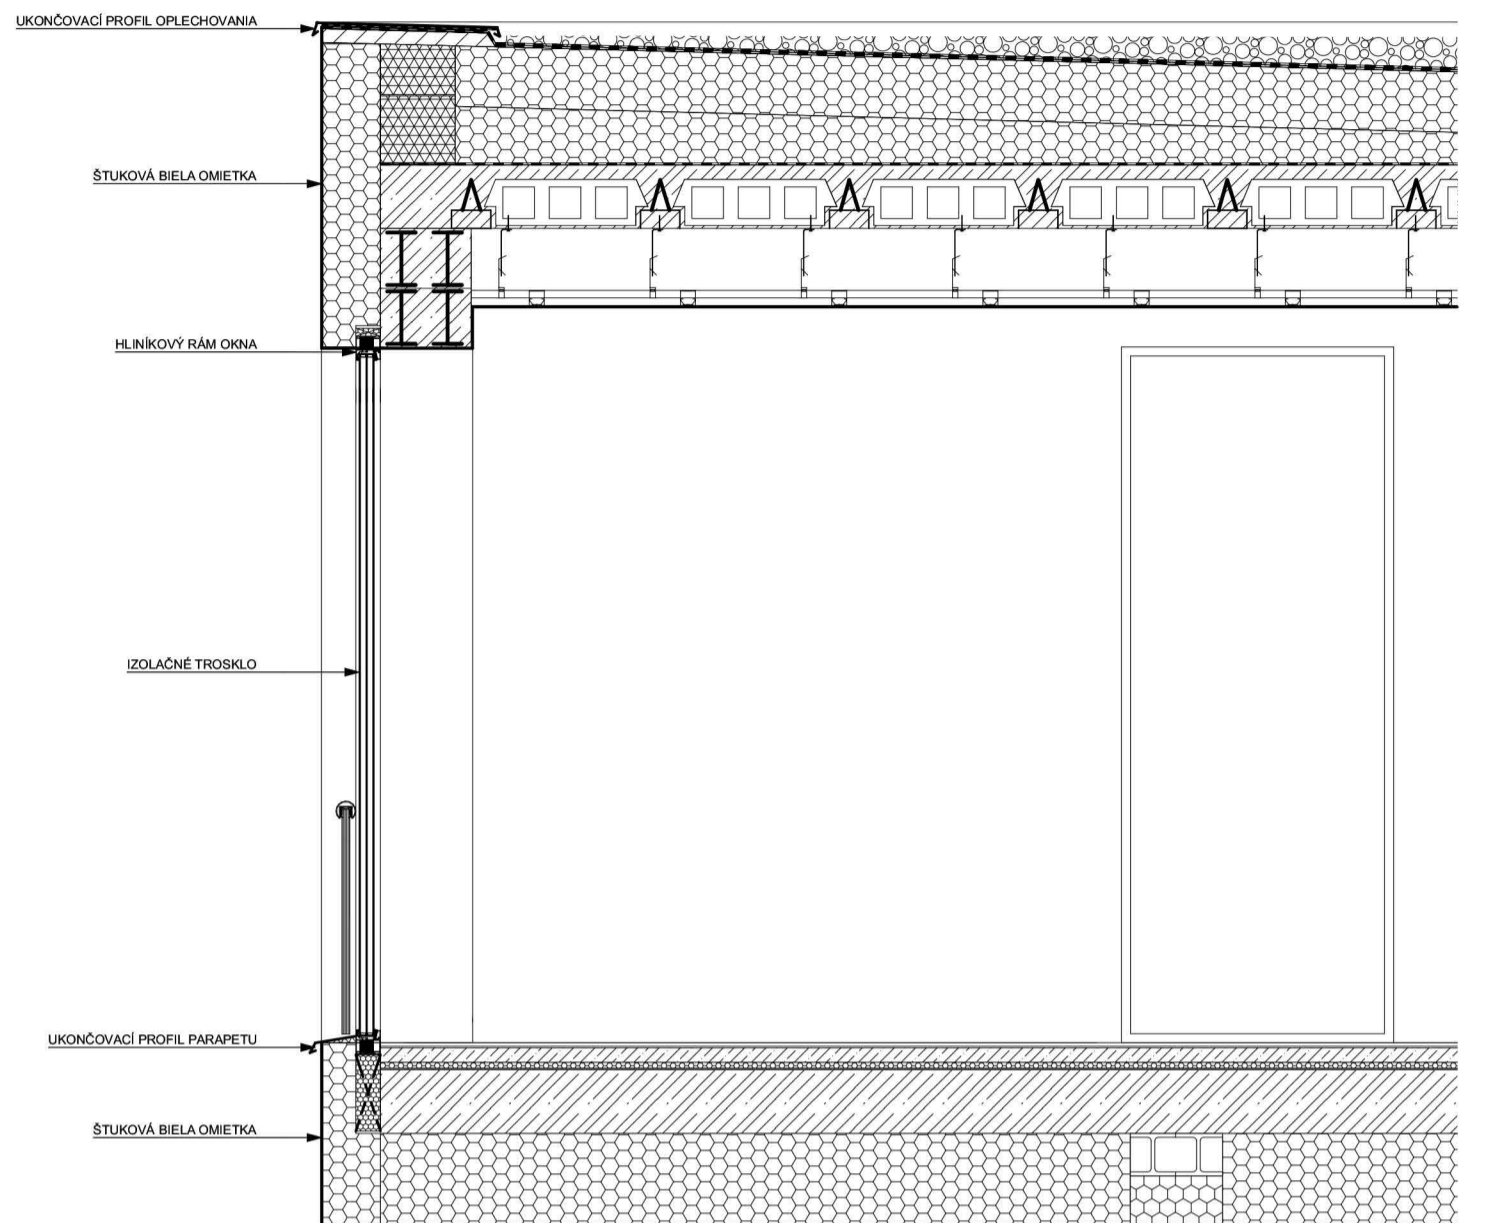 UKONČOVACÍ PROFIL OPLECHOVANIA
ŠTUKOVÁ BIELA OMIETKA
HLINÍKOVÝ RÁM OKNA
IZOLAČNÉ TROSKLO
UKONČOVACÍ PROFIL PARAPETU
ŠTUKOVÁ BIELA OMIETKA